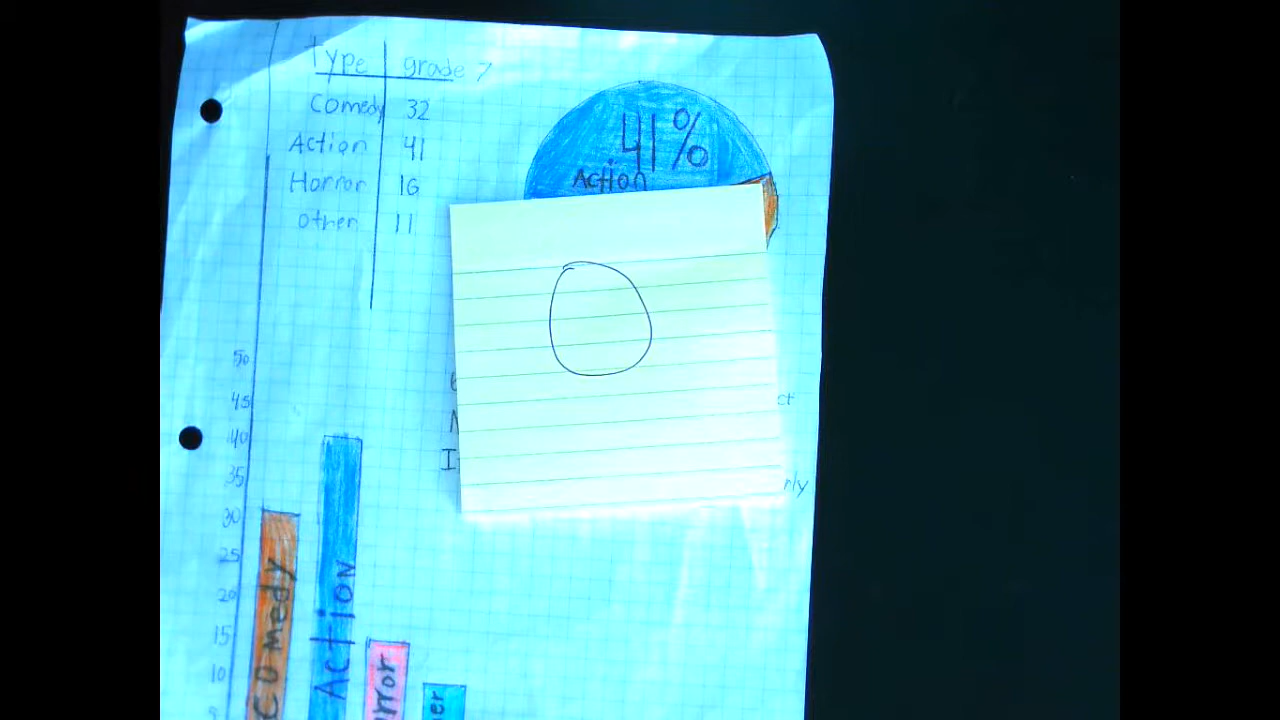 Type grade 7
Comedy 32
Action 41
Horror 16
other 11
41%
Action
50
45
40
35
30
25
20
15
10
Comedy
Action